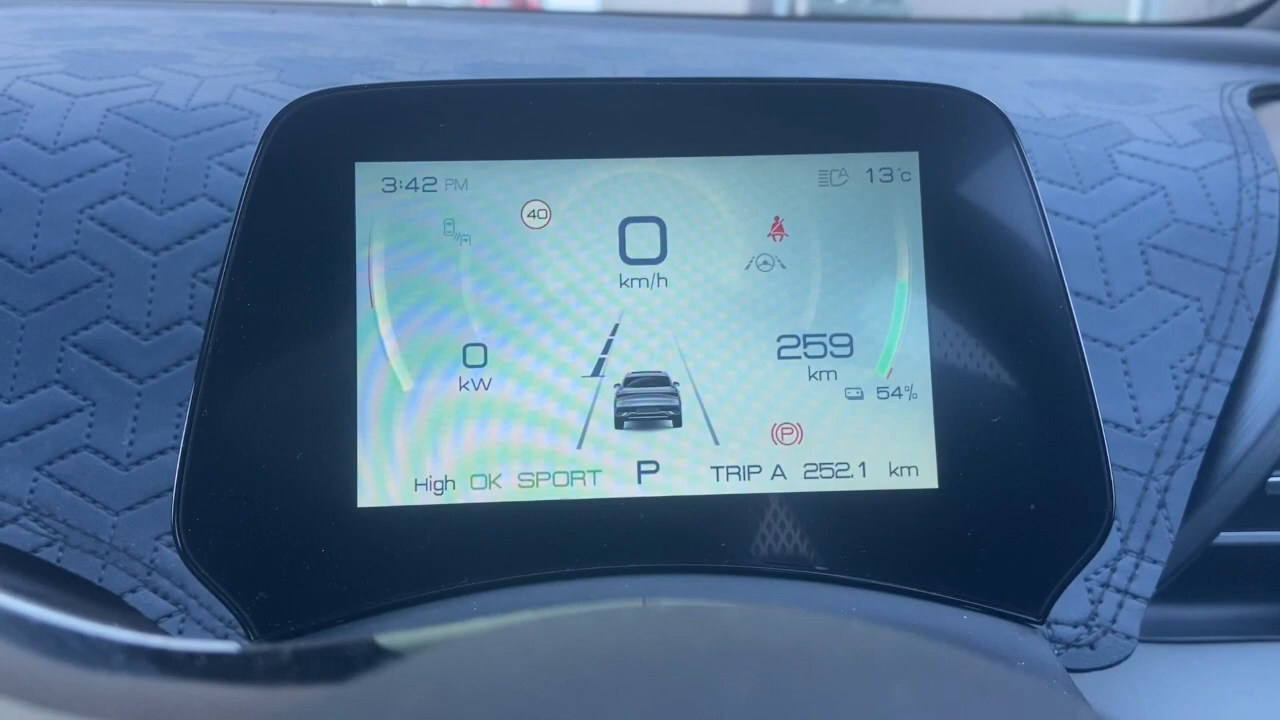 3:42 PM
A 13°C
40
0
km/h
0
kW
259
km
54%
P
High OK SPORT P TRIP A 252.1 km